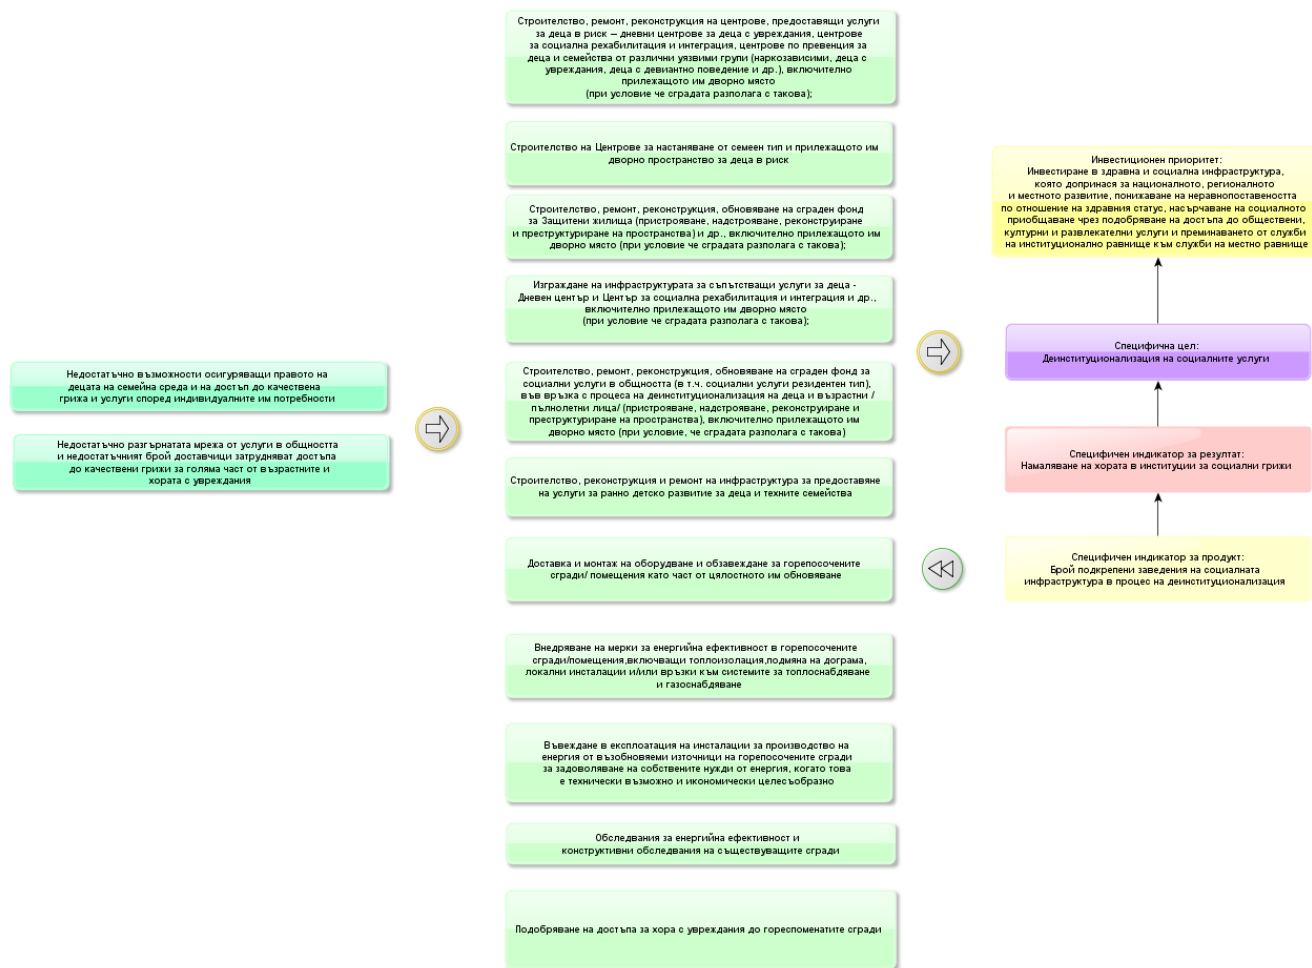 Недостатъчно възможности осигуряващи правото на
децата на семейна среда и на достъп до качествена
грижа и услуги според индивидуалните им потребности
Недостатъчно разгърнатата мрежа от услуги в общността
и недостатъчният брой доставчици затрудняват достъпа
до качествени грижи за голяма част от възрастните и
хората с увреждания
Строителство, ремонт, реконструкция на центрове, предоставящи услуги
за деца в риск – дневни центрове за деца с увреждания, центрове
за социална рехабилитация и интеграция, центрове по превенция за
деца и семейства от различни уязвими групи (наркозависими, деца с
увреждания, деца с девиантно поведение и др.), включително
прилежащото им дворно място
(при условие че сградата разполага с такова);
Строителство на Центрове за настаняване от семеен тип и прилежащото им
дворно пространство за деца в риск
Строителство, ремонт, реконструкция, обновяване на сграден фонд
за Защитени жилища (пристрояване, надстрояване, реконструиране
и преструктуриране на пространства) и др., включително прилежащото им
дворно място (при условие че сградата разполага с такова);
Изграждане на инфраструктурата за съпътстващи услуги за деца -
Дневен център и Център за социална рехабилитация и интеграция и др.,
включително прилежащото им дворно място
(при условие че сградата разполага с такова);
Строителство, ремонт, реконструкция, обновяване на сграден фонд за
социални услуги в общността (в т.ч. социални услуги резидентен тип),
във връзка с процеса на деинституционализация на деца и възрастни /
пълнолетни лица/ (пристрояване, надстрояване, реконструиране и
преструктуриране на пространства), включително прилежащото им
дворно място (при условие, че сградата разполага с такова)
Строителство, реконструкция и ремонт на инфраструктура за предоставяне
на услуги за ранно детско развитие за деца и техните семейства
Доставка и монтаж на оборудване и обзавеждане за горепосочените
сгради/ помещения като част от цялостното им обновяване
Внедряване на мерки за енергийна ефективност в горепосочените
сгради/помещения,включващи топлоизолация,подмяна на дограма,
локални инсталации и/или връзки към системите за топлоснабдяване
и газоснабдяване
Въвеждане в експлоатация на инсталации за производство на
енергия от възобновяеми източници на горепосочените сгради
за задоволяване на собствените нужди от енергия, когато това
е технически възможно и икономически целесъобразно
Обследвания за енергийна ефективност и
конструктивни обследвания на съществуващите сгради
Подобряване на достъпа за хора с увреждания до гореспоменатите сгради
Инвестиционен приоритет:
Инвестиране в здравна и социална инфраструктура,
която допринася за националното, регионалното
и местното развитие, понижаване на неравнопоставеността
по отношение на здравния статус, насърчаване на социалното
приобщаване чрез подобряване на достъпа до обществени,
културни и развлекателни услуги и преминаването от служби
на институционално равнище към служби на местно равнище
Специфична цел:
Деинституционализация на социалните услуги
Специфичен индикатор за резултат:
Намаляване на хората в институции за социални грижи
Специфичен индикатор за продукт:
Брой подкрепени заведения на социалната
инфраструктура в процес на деинституционализация